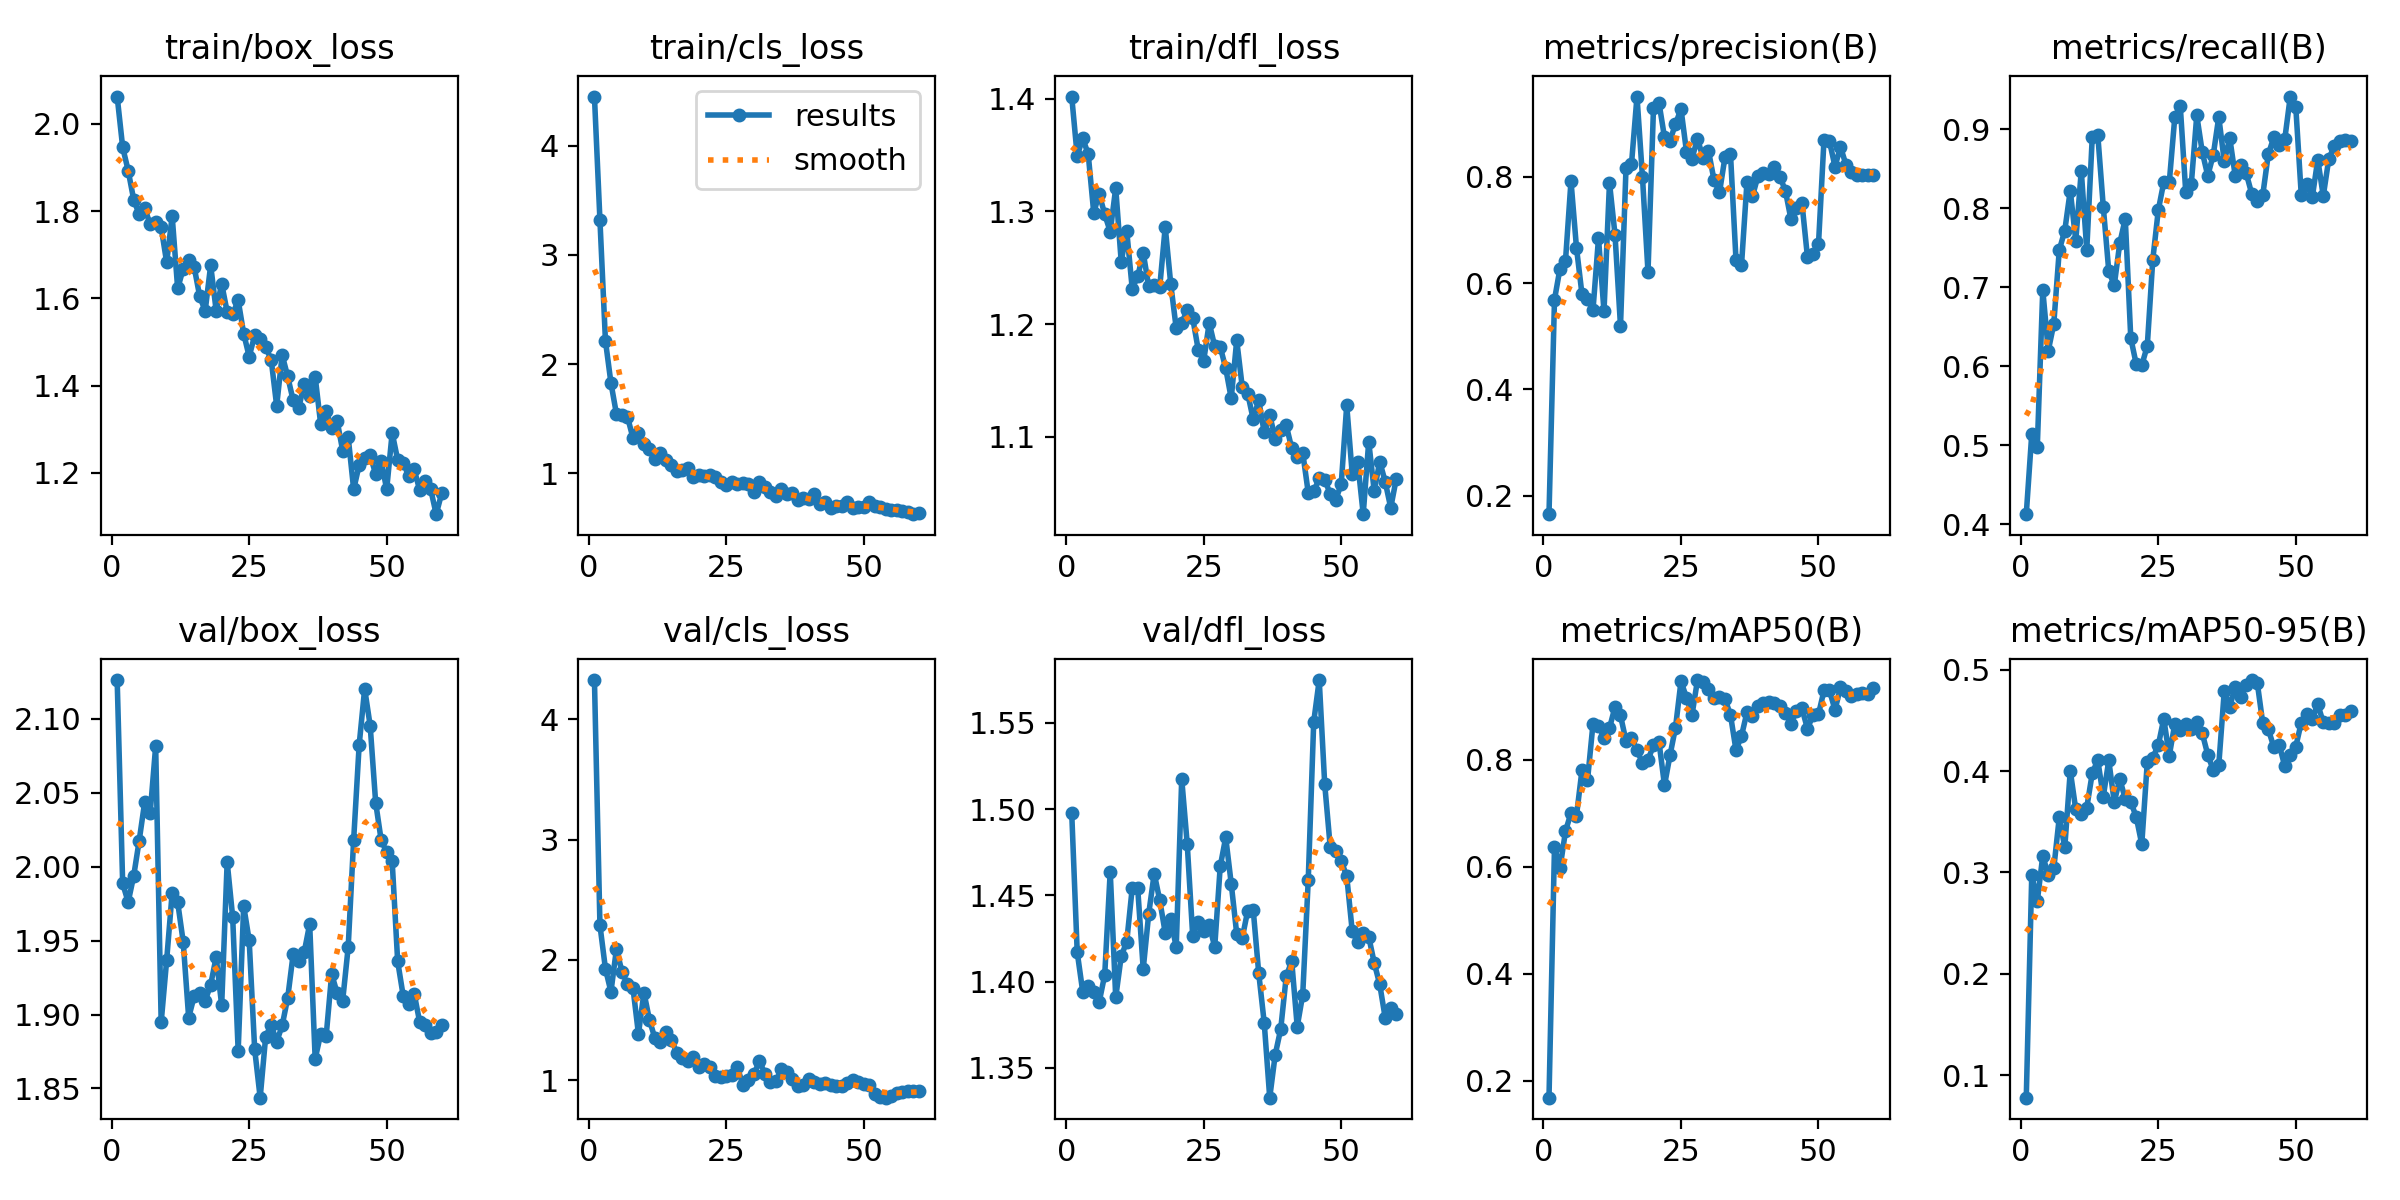 train/box_loss
train/cls_loss
train/dfl_loss
metrics/precision(B)
metrics/recall(B)
2.0
1.8
1.6
1.4
1.2
0 25 50
4
3
2
1
0 25 50
results
smooth
1.4
1.3
1.2
1.1
0 25 50
0.8
0.6
0.4
0.2
0 25 50
0.9
0.8
0.7
0.6
0.5
0.4
0 25 50
val/box_loss
val/cls_loss
val/dfl_loss
metrics/mAP50(B)
metrics/mAP50-95(B)
2.10
2.05
2.00
1.95
1.90
1.85
0 25 50
4
3
2
1
0 25 50
1.55
1.50
1.45
1.40
1.35
0 25 50
0.8
0.6
0.4
0.2
0 25 50
0.5
0.4
0.3
0.2
0.1
0 25 50